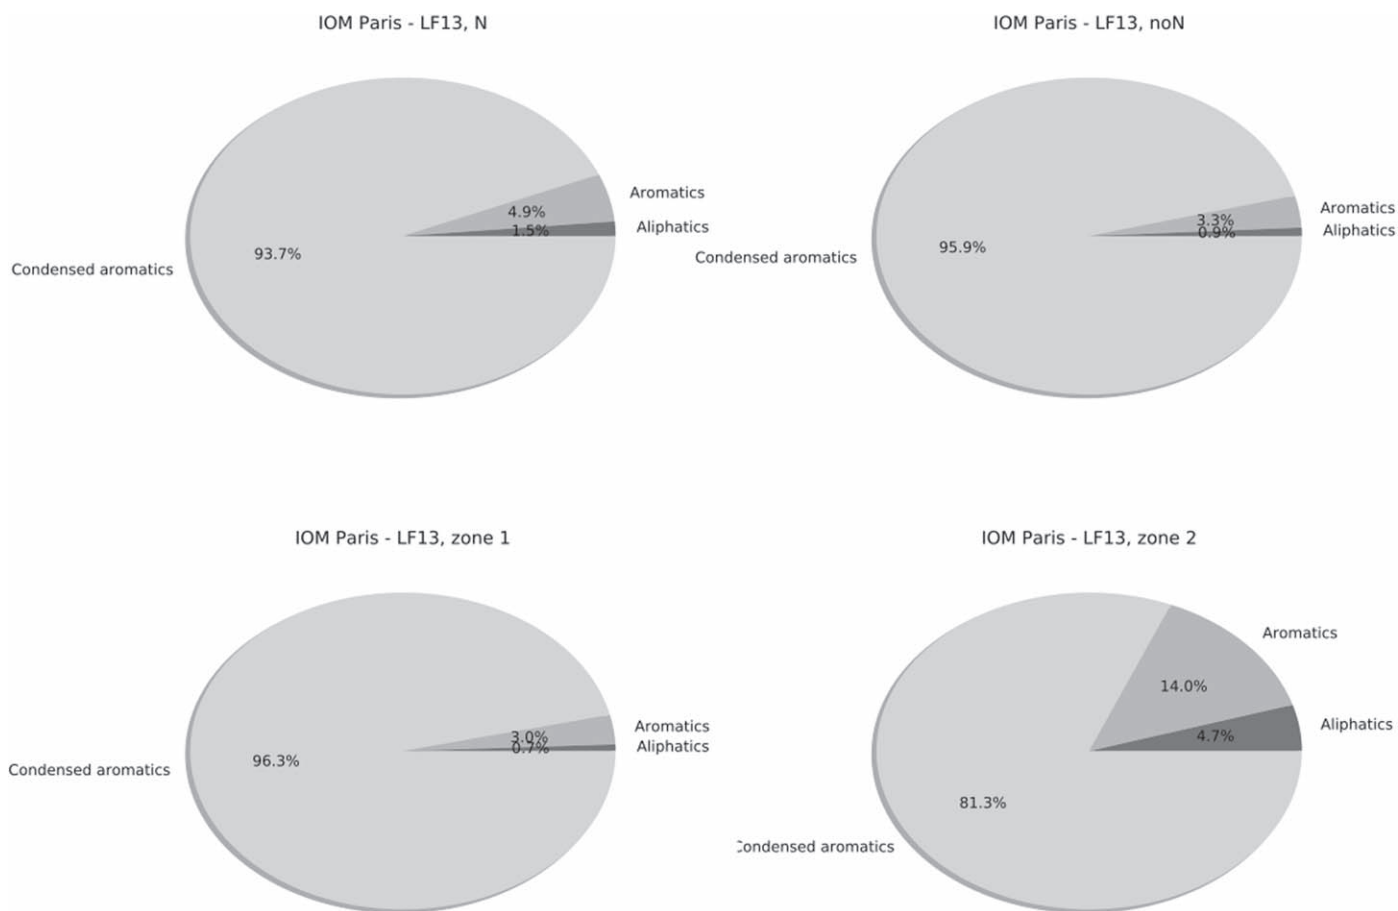 IOM Paris - LF13, N
Aromatics
4.9%
Aliphatics
1.5%
93.7%
Condensed aromatics
IOM Paris - LF13, noN
Aromatics
3.3%
Aliphatics
0.9%
95.9%
Condensed aromatics
IOM Paris - LF13, zone 1
Aromatics
3.0%
Aliphatics
0.7%
96.3%
Condensed aromatics
IOM Paris - LF13, zone 2
Aromatics
14.0%
Aliphatics
4.7%
81.3%
Condensed aromatics